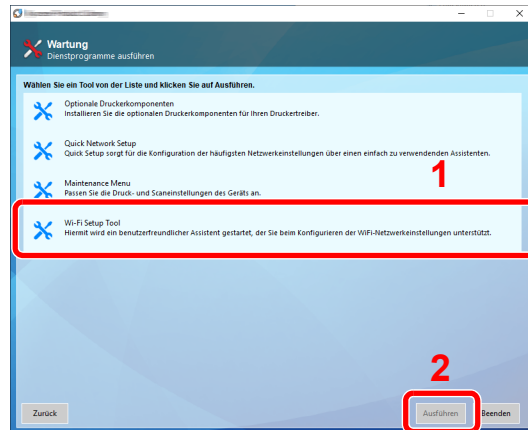 Wartung
Dienstprogramme ausführen
Wählen Sie ein Tool von der Liste und klicken Sie auf Ausführen.
Optionale Druckerkomponenten
Installieren Sie die optionalen Druckerkomponenten für Ihren Druckertreiber.
Quick Network Setup
Quick Setup sorgt für die Konfiguration der häufigsten Netzwerkeinstellungen über einen einfach zu verwendenden Assistenten.
1
Maintenance Menu
Passen Sie die Druck- und Scaneinstellungen des Geräts an.
Wi-Fi Setup Tool
Hiermit wird ein benutzerfreundlicher Assistent gestartet, der Sie beim Konfigurieren der WiFi-Netzwerkeinstellungen unterstützt.
2
Zurück
Ausführen
Beenden